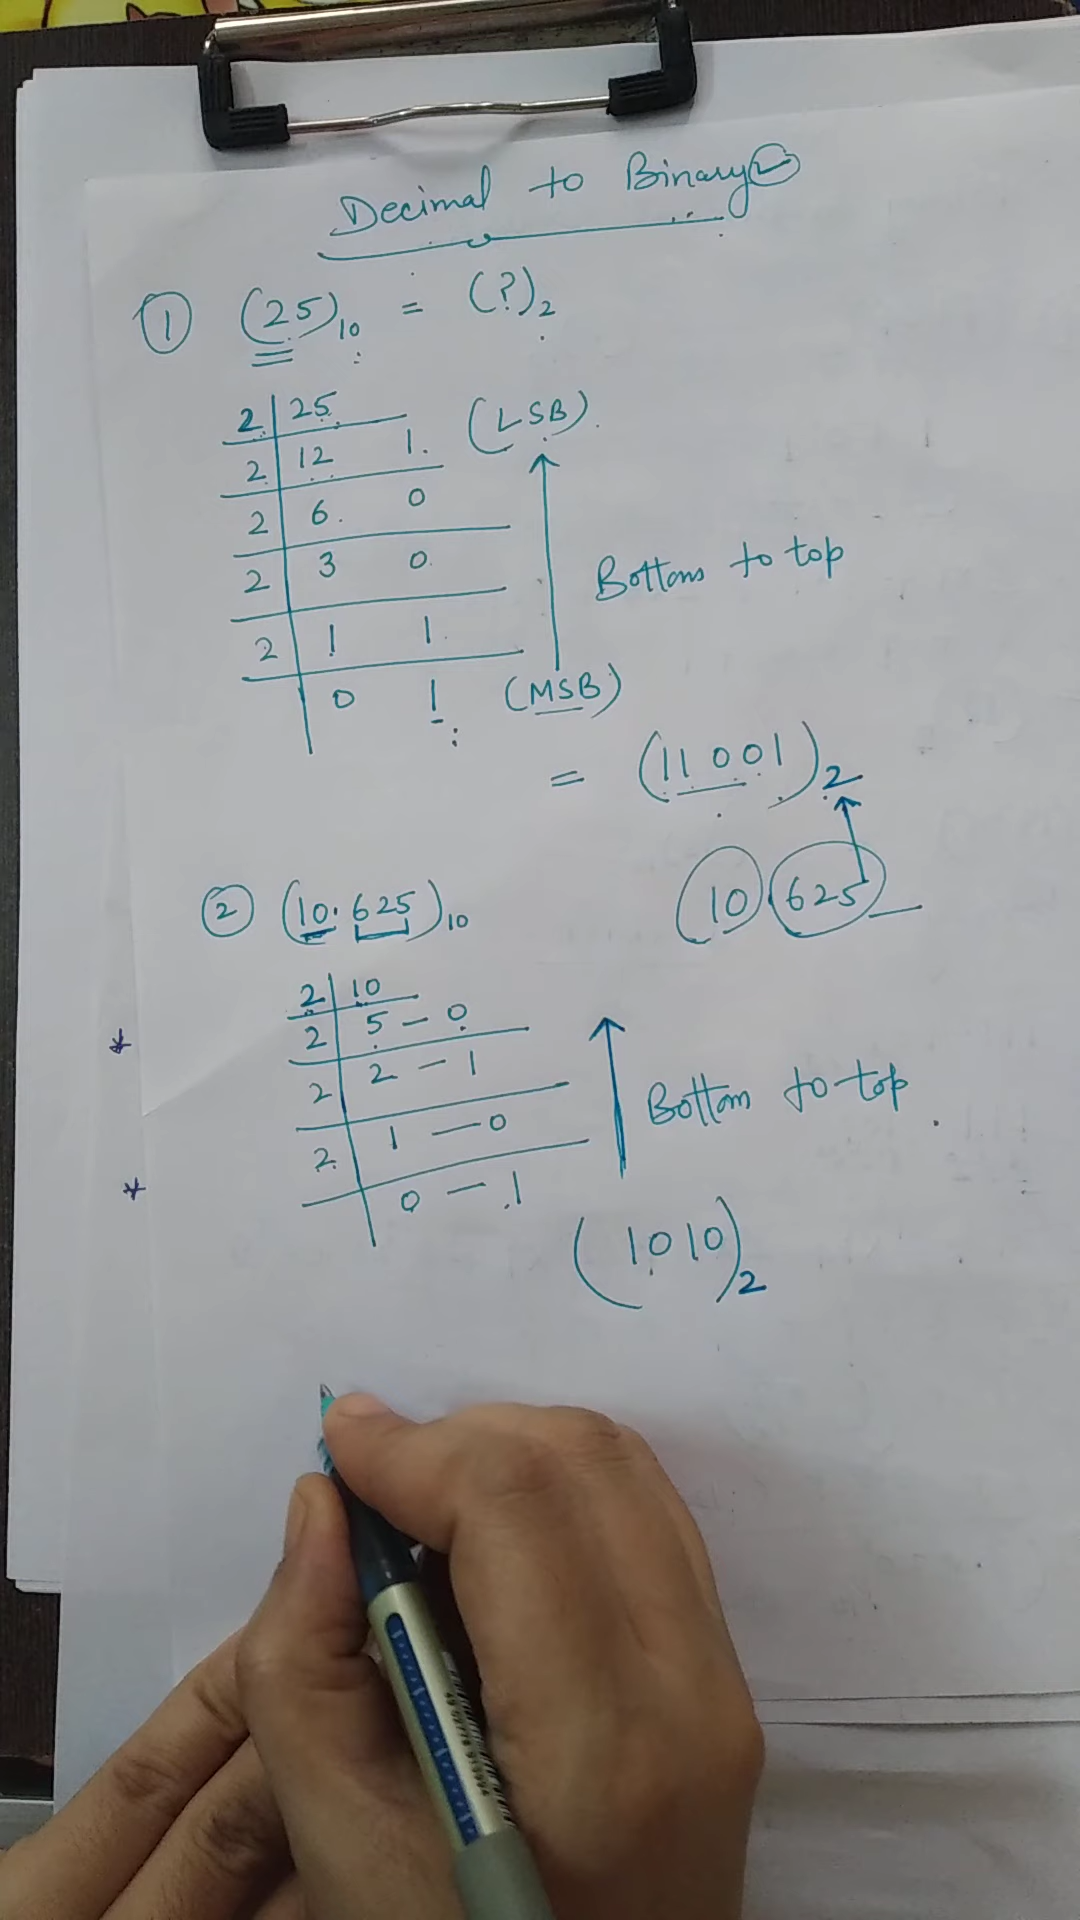 Decimal to Binary
① (25)₁₀ = (?)₂
2 | 25
2 | 12 1 (LSB)
2 | 6 0
2 | 3 0
Bottom to top
2 | 1 1
0 1 (MSB)
= (11001)₂
② (10.625)₁₀ 10.625
2 | 10
2 | 5 – 0
2 | 2 – 1
Bottom to top
2 | 1 – 0
0 – 1
(1010)₂